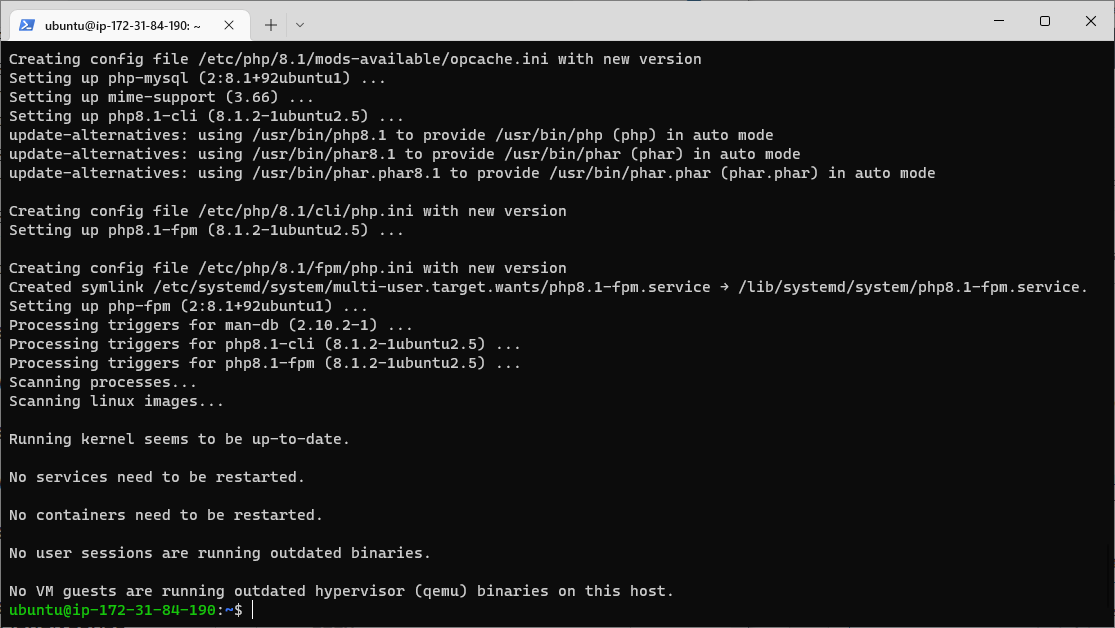 ubuntu@ip-172-31-84-190: ~
Creating config file /etc/php/8.1/mods-available/opcache.ini with new version
Setting up php-mysql (2:8.1+92ubuntu1) ...
Setting up mime-support (3.66) ...
Setting up php8.1-cli (8.1.2-1ubuntu2.5) ...
update-alternatives: using /usr/bin/php8.1 to provide /usr/bin/php (php) in auto mode
update-alternatives: using /usr/bin/phar8.1 to provide /usr/bin/phar (phar) in auto mode
update-alternatives: using /usr/bin/phar.phar8.1 to provide /usr/bin/phar.phar (phar.phar) in auto mode
Creating config file /etc/php/8.1/cli/php.ini with new version
Setting up php8.1-fpm (8.1.2-1ubuntu2.5) ...
Creating config file /etc/php/8.1/fpm/php.ini with new version
Created symlink /etc/systemd/system/multi-user.target.wants/php8.1-fpm.service → /lib/systemd/system/php8.1-fpm.service.
Setting up php-fpm (2:8.1+92ubuntu1) ...
Processing triggers for man-db (2.10.2-1) ...
Processing triggers for php8.1-cli (8.1.2-1ubuntu2.5) ...
Processing triggers for php8.1-fpm (8.1.2-1ubuntu2.5) ...
Scanning processes...
Scanning linux images...
Running kernel seems to be up-to-date.
No services need to be restarted.
No containers need to be restarted.
No user sessions are running outdated binaries.
No VM guests are running outdated hypervisor (qemu) binaries on this host.
ubuntu@ip-172-31-84-190:~$